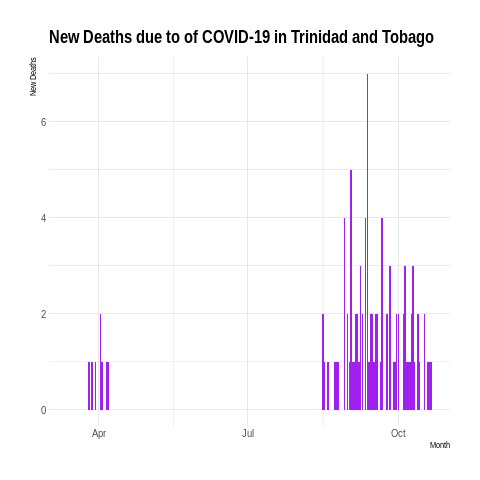 New Deaths due to of COVID-19 in Trinidad and Tobago
New Deaths
6
4
2
0
Apr Jul Oct
Month